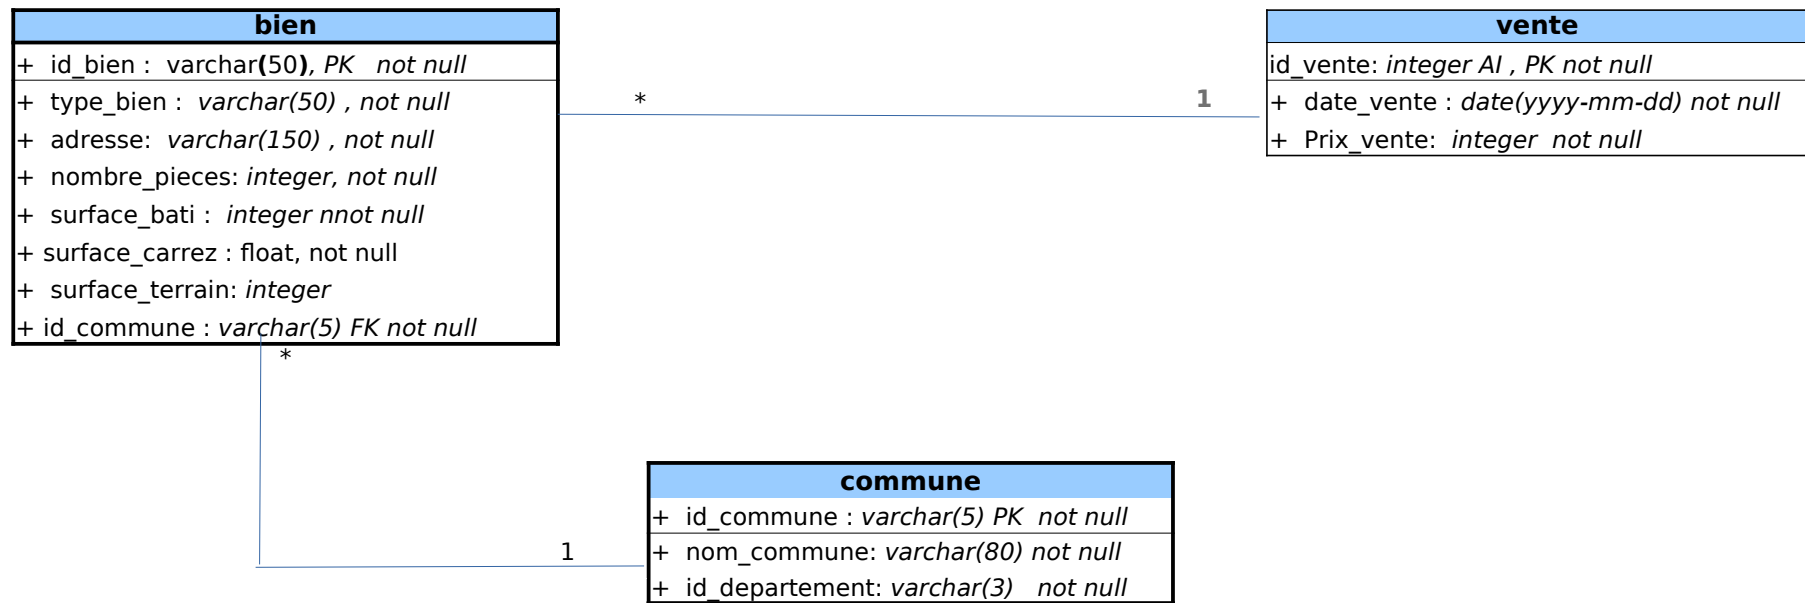 bien
+ id_bien : varchar(50), PK not null
+ type_bien : varchar(50) , not null
+ adresse: varchar(150) , not null
+ nombre_pieces: integer, not null
+ surface_bati : integer nnot null
+ surface_carrez : float, not null
+ surface_terrain: integer
+ id_commune : varchar(5) FK not null
*
1
vente
id_vente: integer AI , PK not null
+ date_vente : date(yyyy-mm-dd) not null
+ Prix_vente: integer not null
*
1
commune
+ id_commune : varchar(5) PK not null
+ nom_commune: varchar(80) not null
+ id_departement: varchar(3) not null